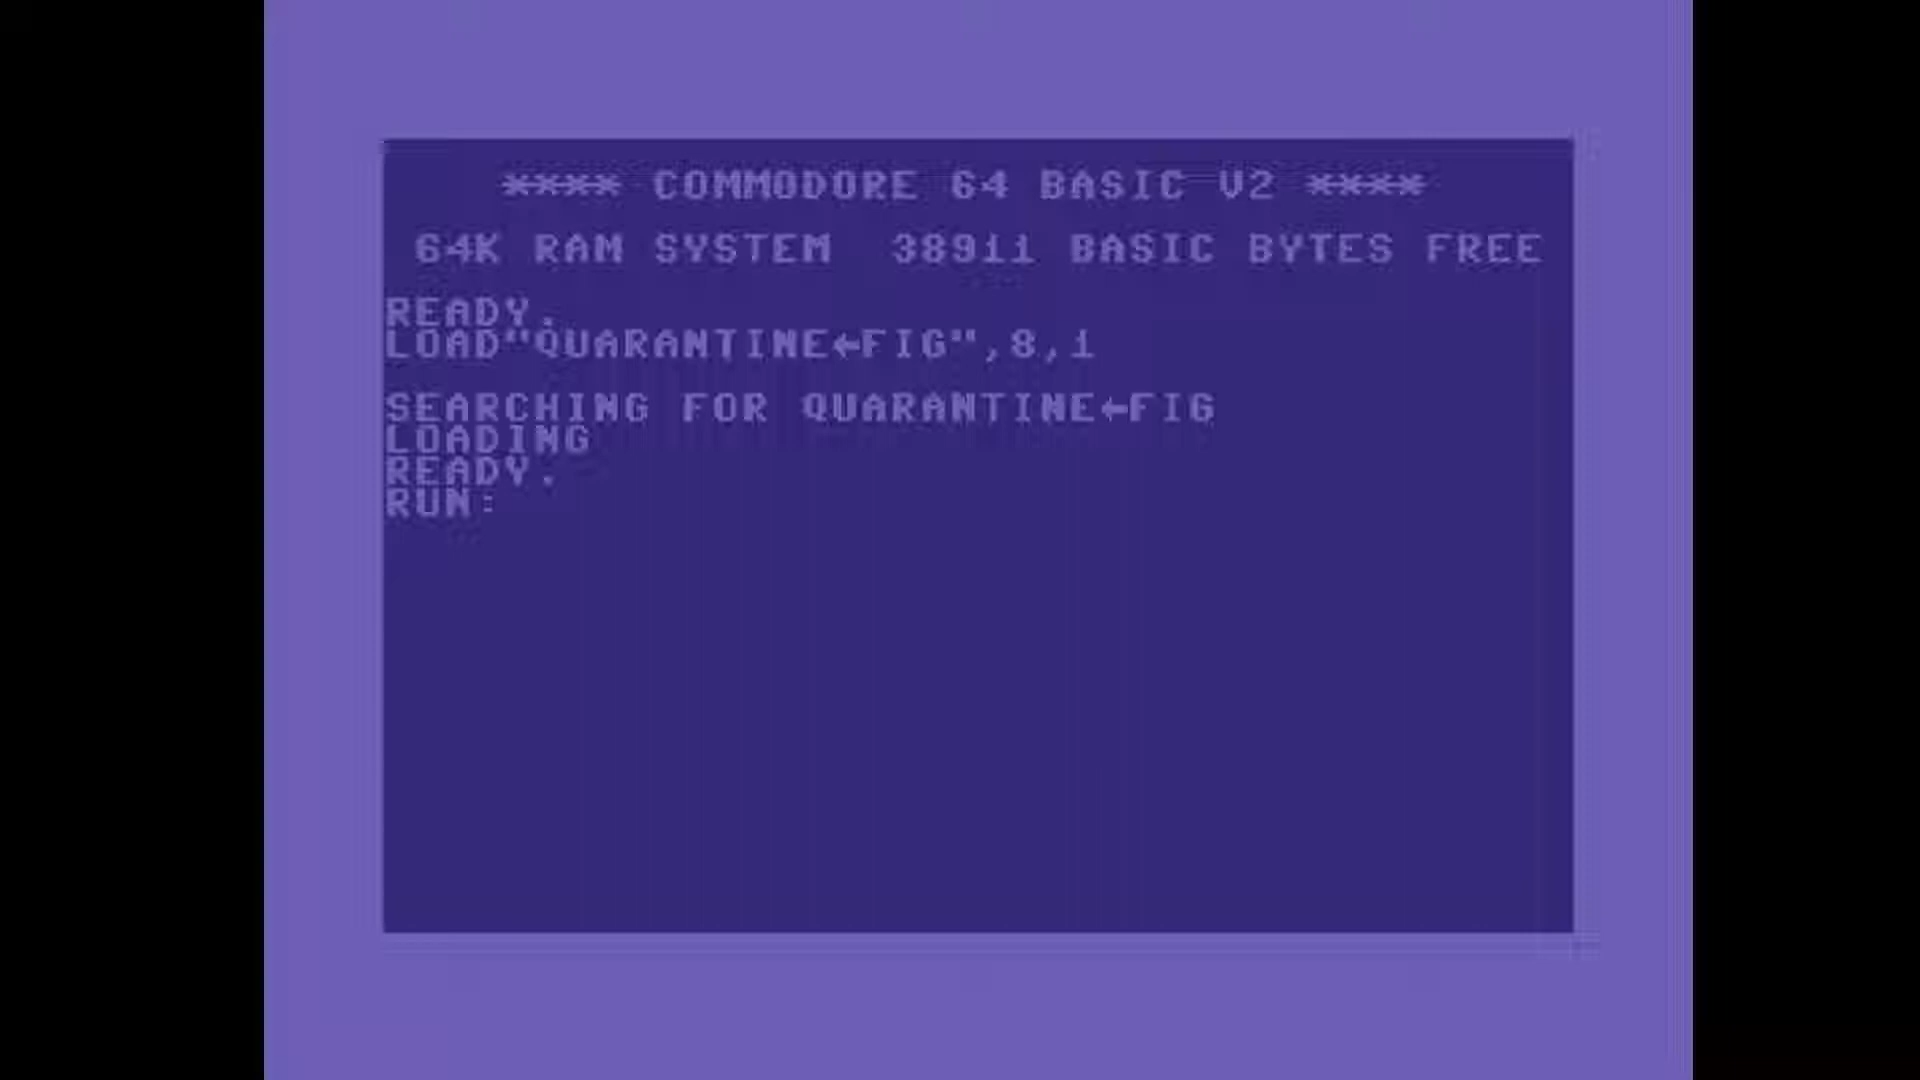 **** COMMODORE 64 BASIC V2 ****
64K RAM SYSTEM  38911 BASIC BYTES FREE
READY.
LOAD"QUARANTINE←FIG",8,1
SEARCHING FOR QUARANTINE←FIG
LOADING
READY.
RUN: